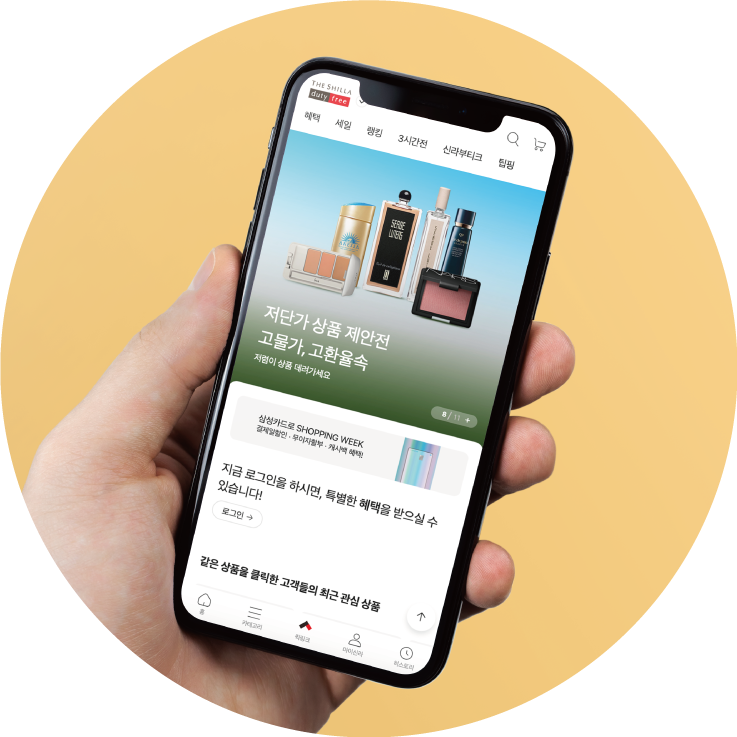 THE SHILLA
duty free
혜택 세일 랭킹 3시간전 신라부티크 팁핑
SERGE
LUTENS
저단가 상품 제안전
고물가, 고환율속
저렴이 상품 데려가세요
8 / 11 +
삼성카드로 SHOPPING WEEK
결제일할인 · 무이자할부 · 캐시백 혜택!
지금 로그인을 하시면, 특별한 혜택을 받으실 수
있습니다!
로그인 →
같은 상품을 클릭한 고객들의 최근 관심 상품
홈 카테고리 퀵링크 마이신라 히스토리